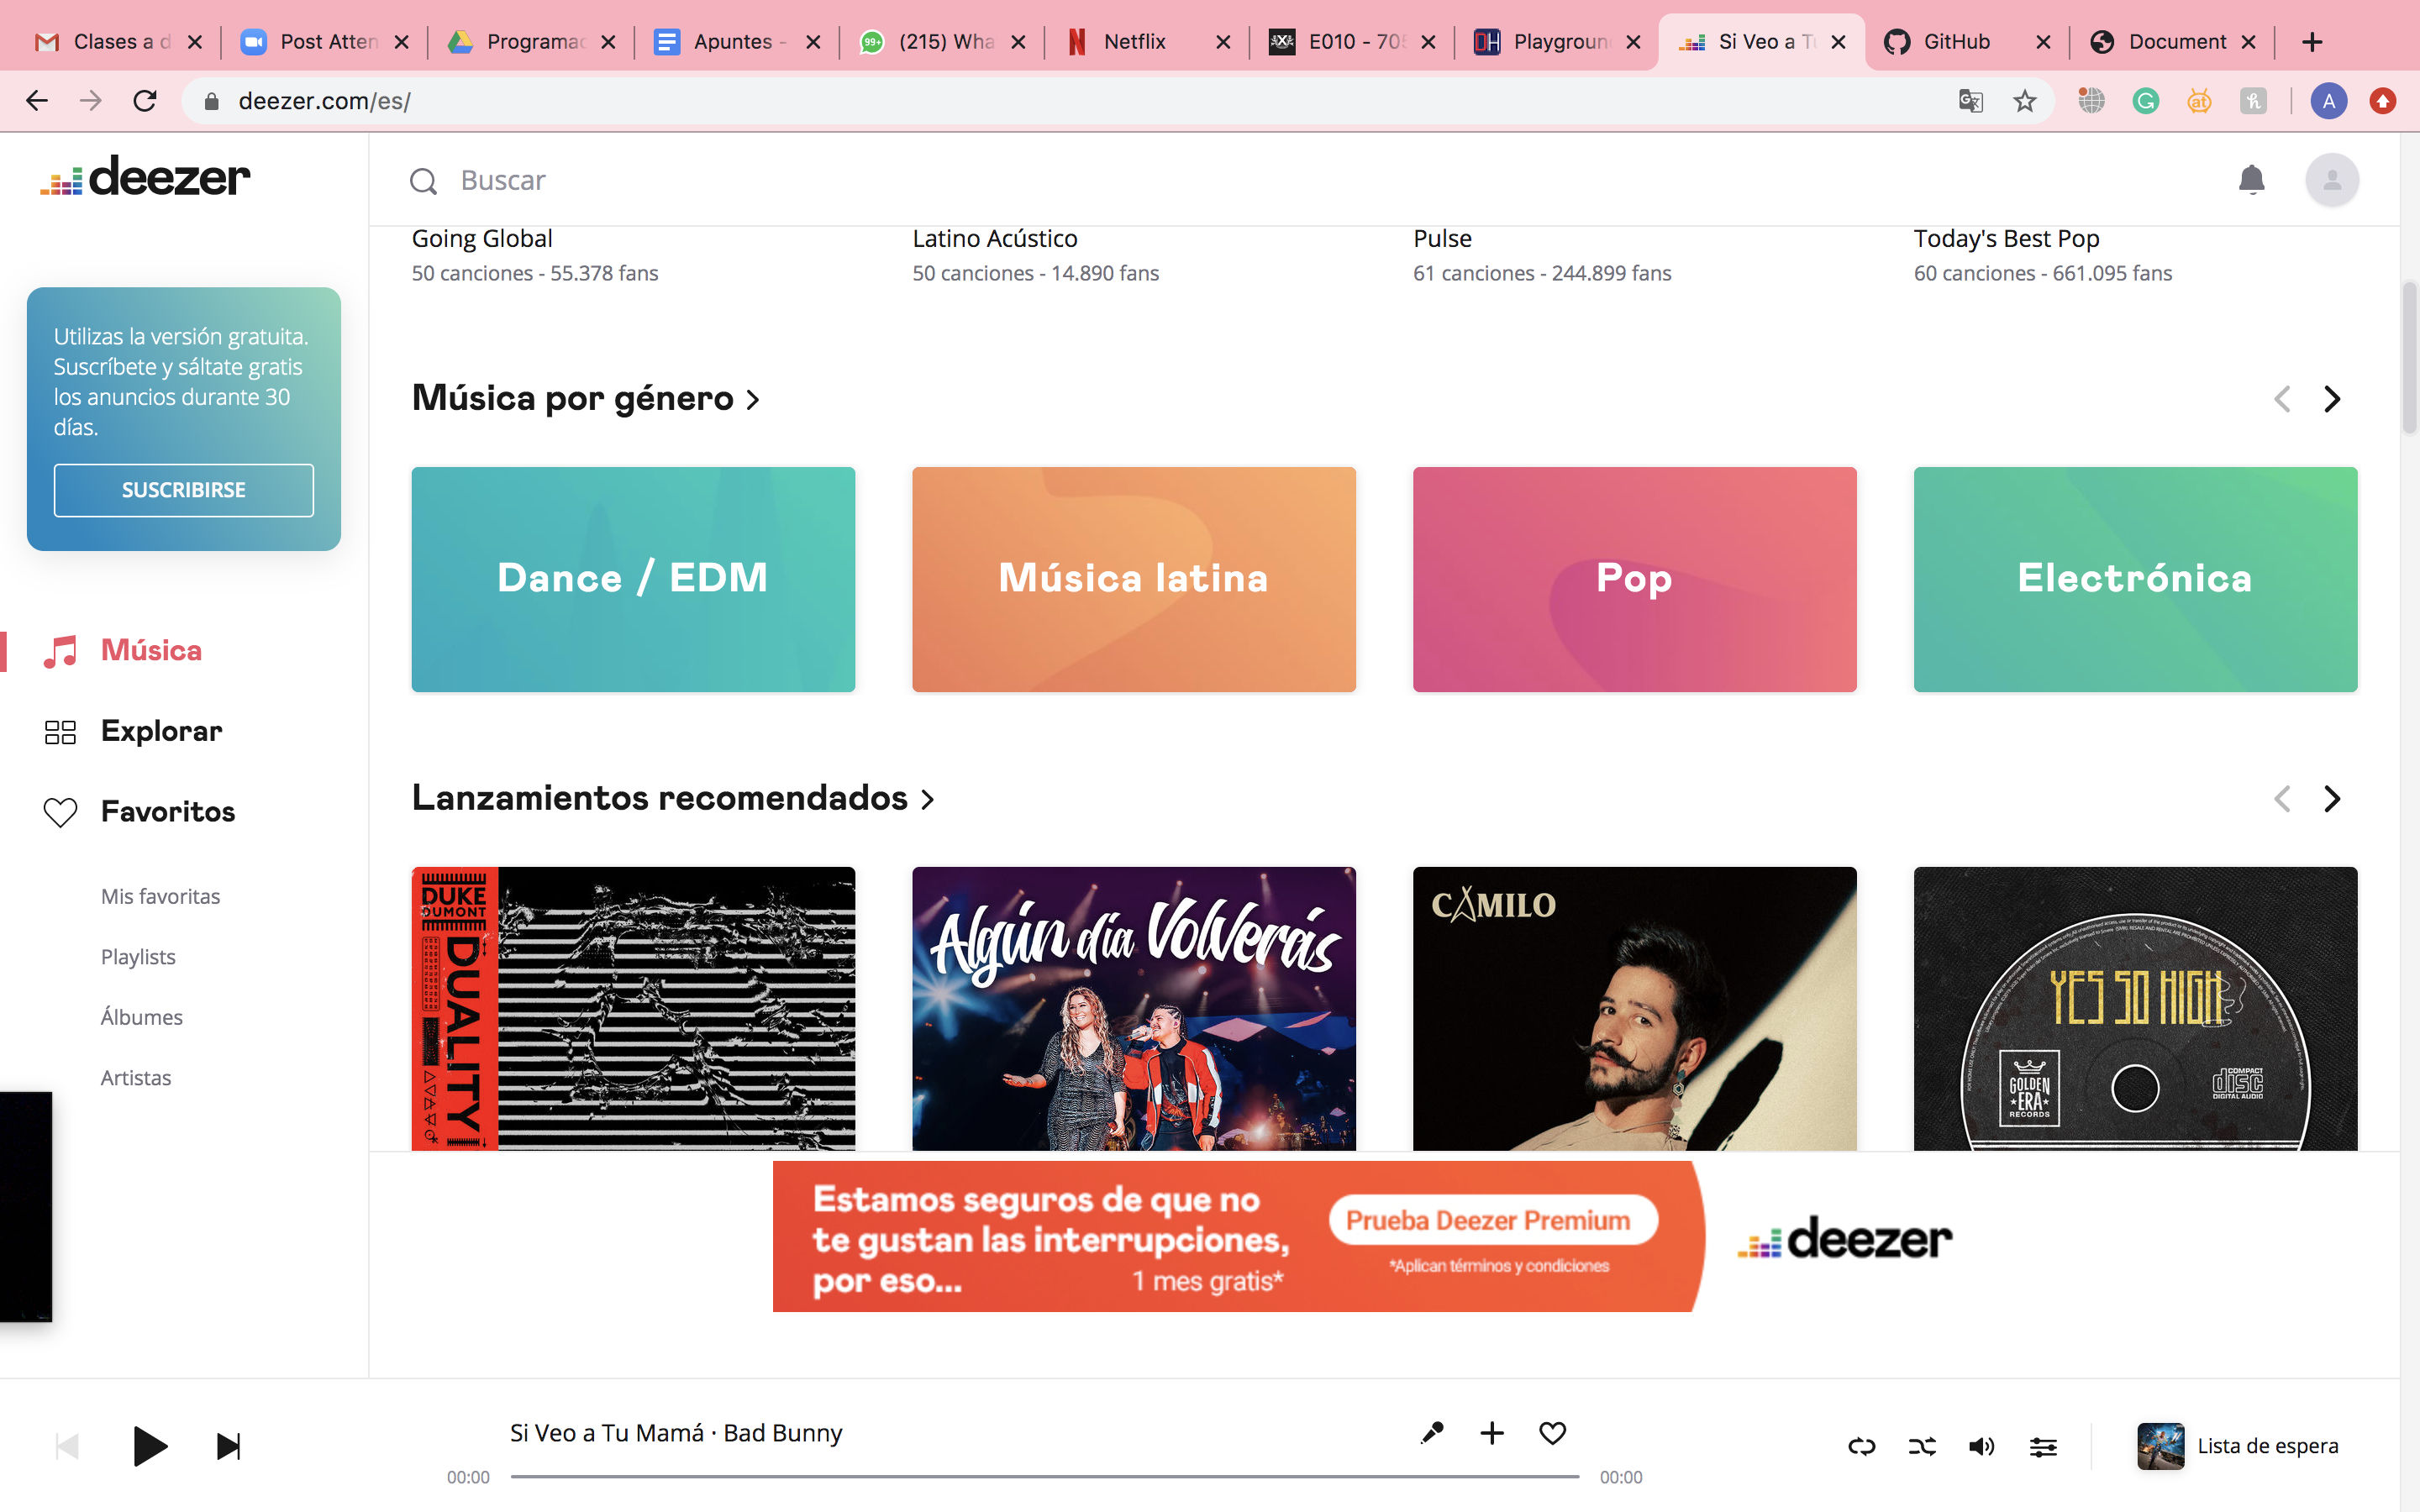 Clases a d
Post Atten
Programac
Apuntes -
99+
(215) Wha
Netflix
E010 - 705
Playground
Si Veo a Tu
GitHub
Document
deezer.com/es/
A
deezer
Buscar
Going Global
50 canciones - 55.378 fans
Latino Acústico
50 canciones - 14.890 fans
Pulse
61 canciones - 244.899 fans
Today's Best Pop
60 canciones - 661.095 fans
Utilizas la versión gratuita.
Suscríbete y sáltate gratis
los anuncios durante 30
días.
SUSCRIBIRSE
Música
Explorar
Favoritos
Mis favoritas
Playlists
Álbumes
Artistas
Música por género
Dance / EDM
Música latina
Pop
Electrónica
Lanzamientos recomendados
DUKE
DUMONT
DUALITY
Algún día Volverás
CAMILO
YES SO HIGH
GOLDEN
ERA
RECORDS
COMPACT
disc
DIGITAL AUDIO
Estamos seguros de que no
te gustan las interrupciones,
por eso...
1 mes gratis*
Prueba Deezer Premium
*Aplican términos y condiciones
deezer
Si Veo a Tu Mamá · Bad Bunny
00:00
00:00
Lista de espera